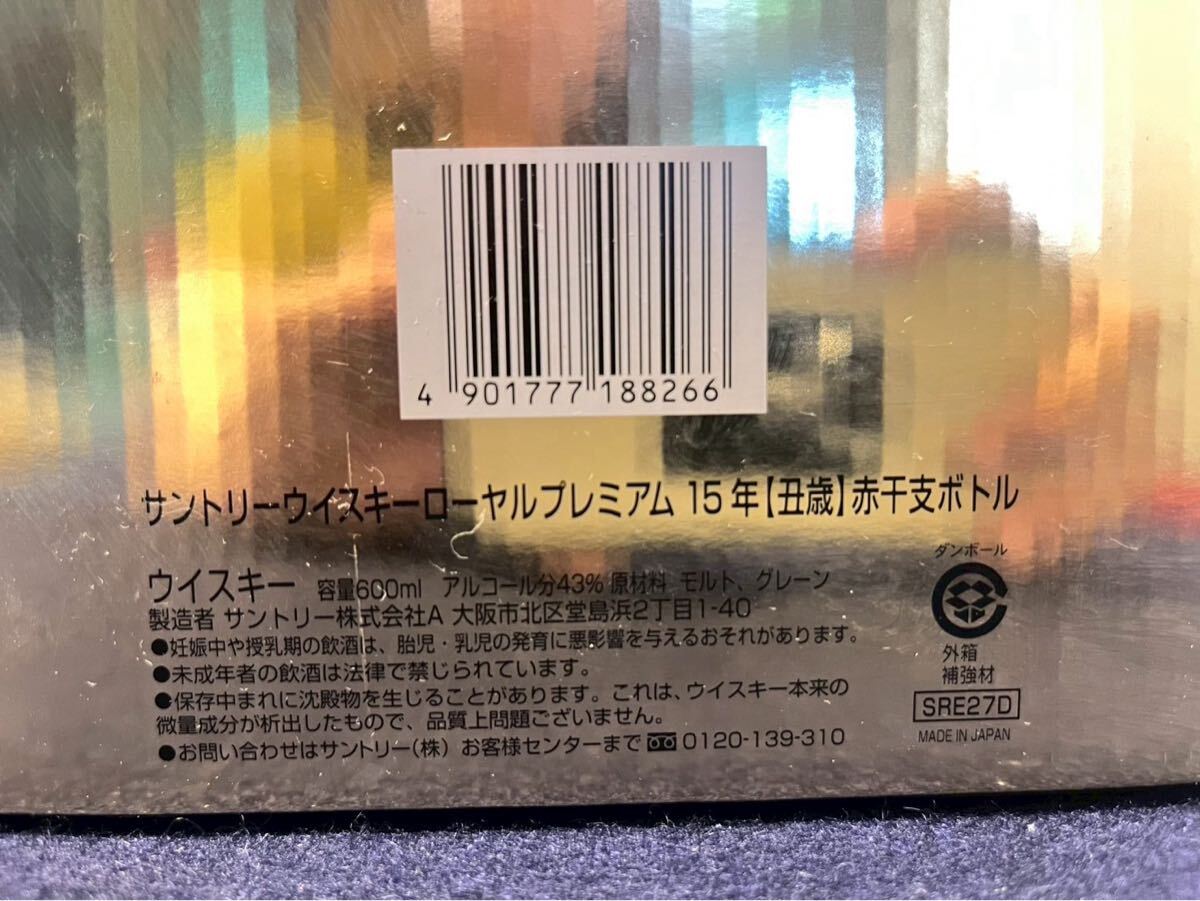 4 901777 188266
サントリーウイスキーローヤルプレミアム 15年【丑歳】赤干支ボトル
ウイスキー 容量600ml アルコール分43% 原材料 モルト、グレーン
製造者 サントリー株式会社A 大阪市北区堂島浜2丁目1-40
●妊娠中や授乳期の飲酒は、胎児・乳児の発育に悪影響を与えるおそれがあります。
●未成年者の飲酒は法律で禁じられています。
●保存中まれに沈殿物を生じることがあります。これは、ウイスキー本来の
微量成分が析出したもので、品質上問題ございません。
●お問い合わせはサントリー(株) お客様センターまで 0120-139-310
ダンボール
外箱
補強材
SRE27D
MADE IN JAPAN